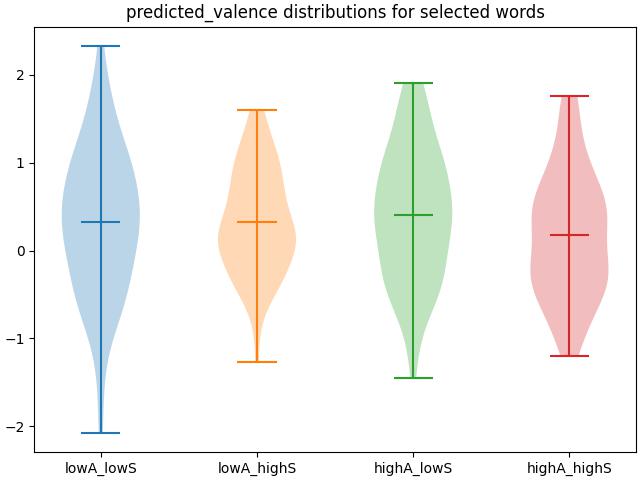 predicted_valence distributions for selected words
2
1
0
−1
−2
lowA_lowS
lowA_highS
highA_lowS
highA_highS